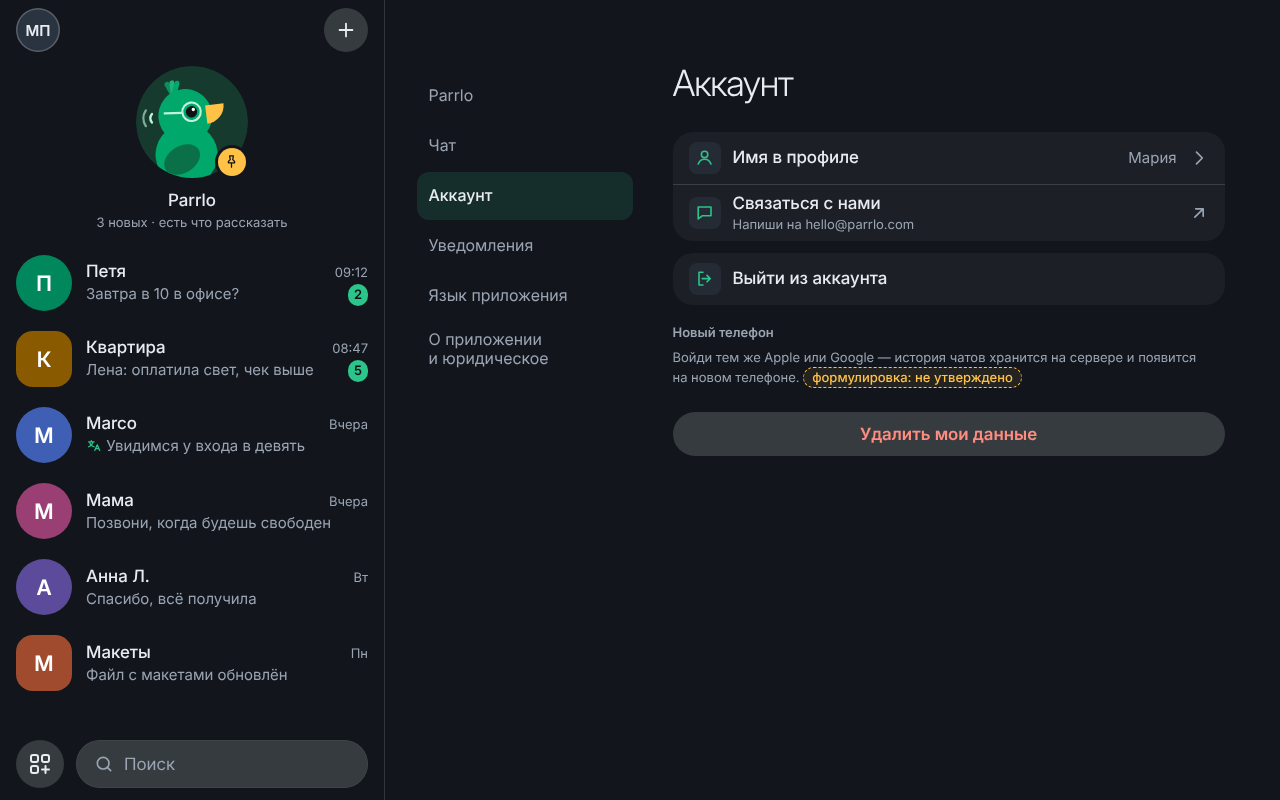 МП
Parrlo
3 новых · есть что рассказать
П
Петя
09:12
Завтра в 10 в офисе?
2
К
Квартира
08:47
Лена: оплатила свет, чек выше
5
M
Marco
Вчера
Увидимся у входа в девять
М
Мама
Вчера
Позвони, когда будешь свободен
А
Анна Л.
Вт
Спасибо, всё получила
М
Макеты
Пн
Файл с макетами обновлён
Поиск
Parrlo
Чат
Аккаунт
Уведомления
Язык приложения
О приложении
и юридическое
Аккаунт
Имя в профиле
Мария
Связаться с нами
Напиши на hello@parrlo.com
Выйти из аккаунта
Новый телефон
Войди тем же Apple или Google — история чатов хранится на сервере и появится
на новом телефоне. формулировка: не утверждено
Удалить мои данные